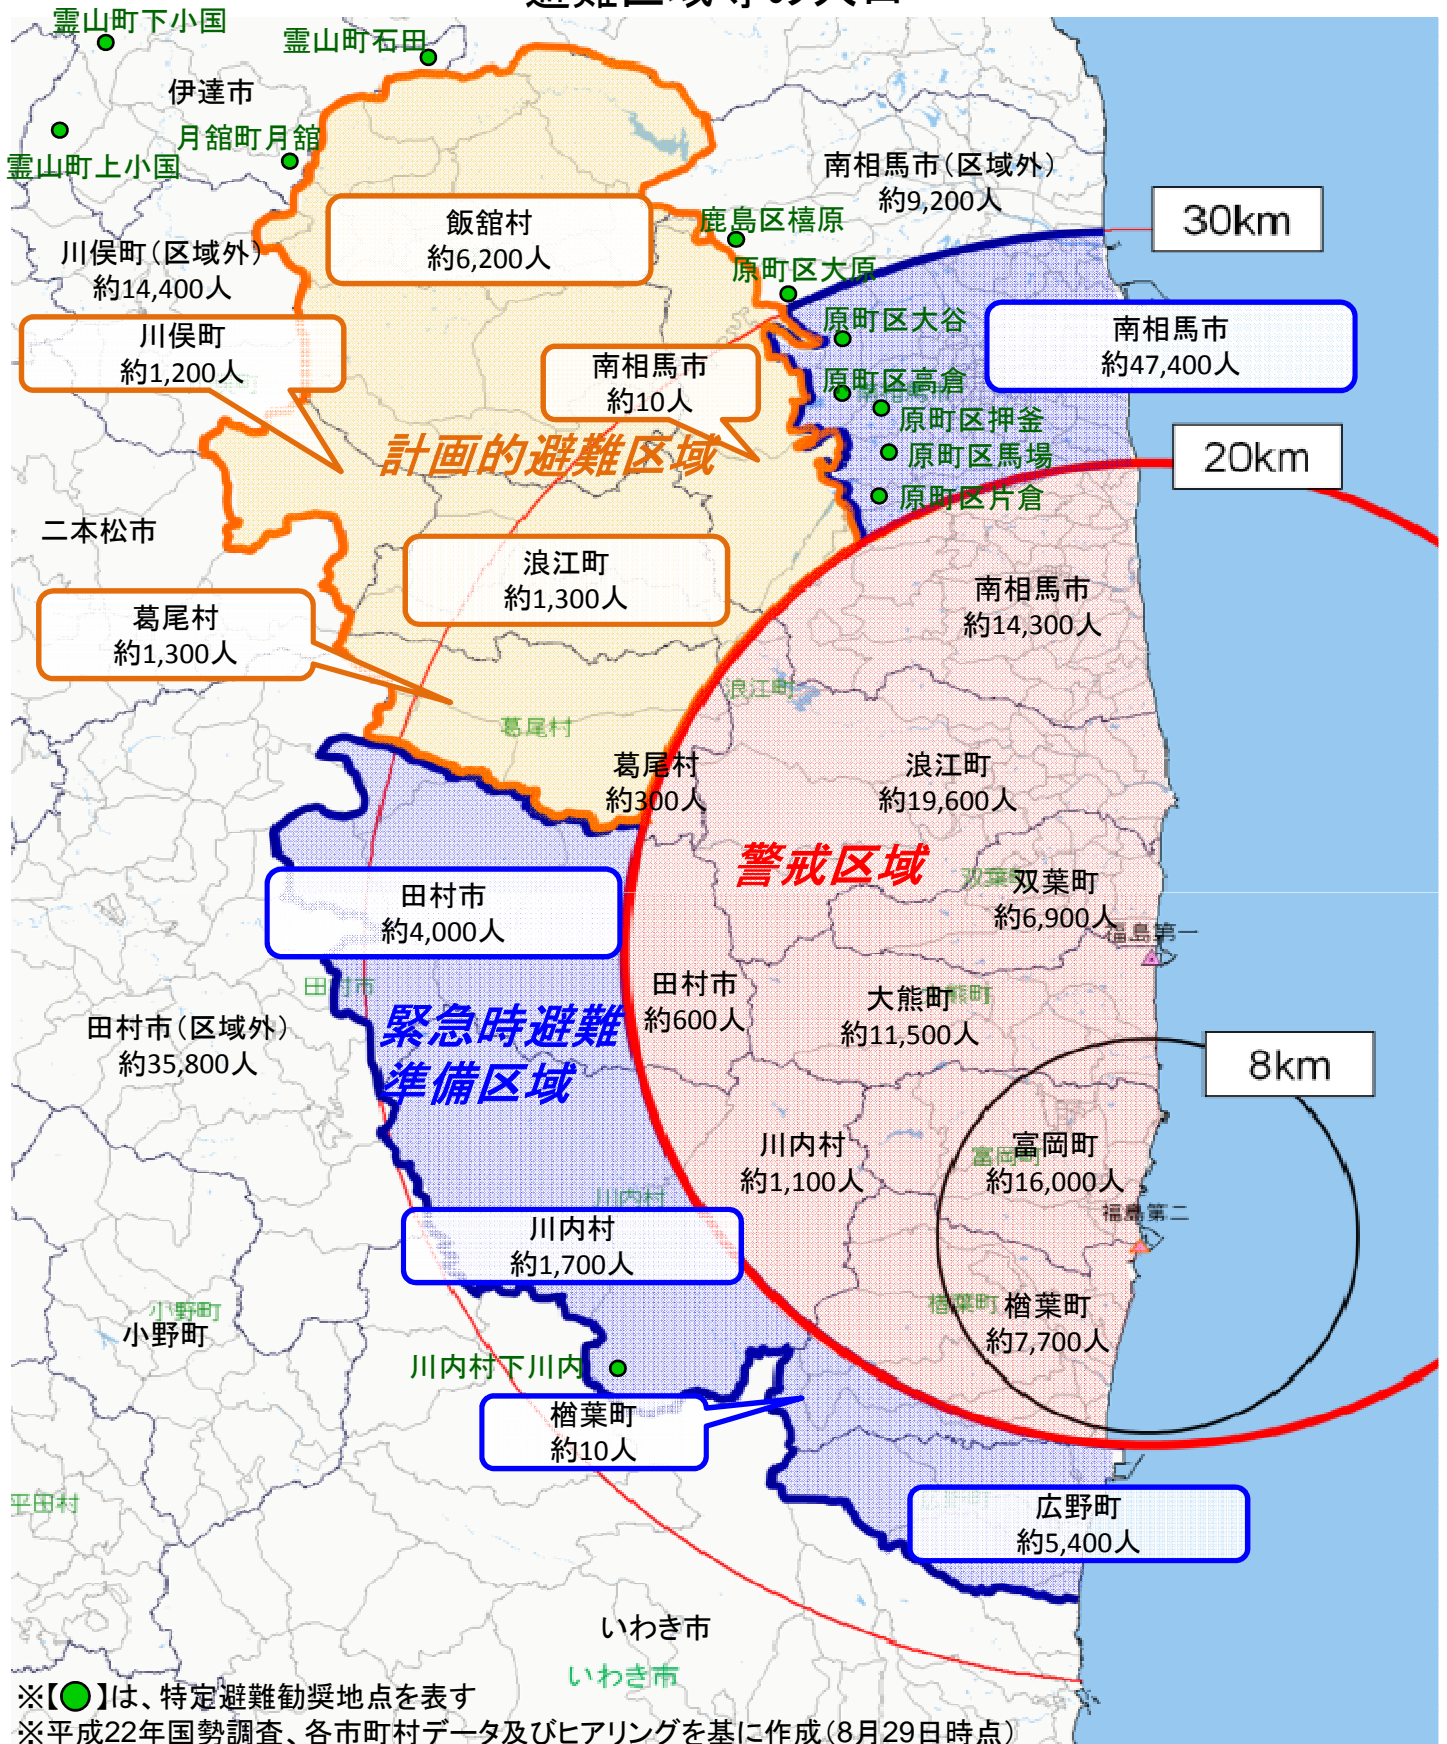 霊山町下小国
霊山町石田
伊達市
月舘町月舘
霊山町上小国
南相馬市(区域外)
約9,200人
30km
飯舘村
約6,200人
鹿島区橲原
川俣町(区域外)
約14,400人
原町区大原
川俣町
約1,200人
原町区大谷
南相馬市
約47,400人
南相馬市
約10人
原町区高倉
原町区押釜
計画的避難区域
原町区馬場
20km
原町区片倉
二本松市
浪江町
約1,300人
南相馬市
約14,300人
葛尾村
約1,300人
浪江町
葛尾村
葛尾村
約300人
浪江町
約19,600人
警戒区域
双葉町
約6,900人
田村市
約4,000人
福島第一
田村市
田村市
約600人
大熊町
約11,500人
緊急時避難
準備区域
田村市(区域外)
約35,800人
8km
川内村
約1,100人
富岡町
富岡町
約16,000人
川内村
川内村
約1,700人
福島第二
楢葉町
楢葉町
約7,700人
小野町
小野町
川内村下川内
楢葉町
約10人
平田村
広野町
約5,400人
いわき市
いわき市
※【●】は、特定避難勧奨地点を表す
※平成22年国勢調査、各市町村データ及びヒアリングを基に作成(8月29日時点)